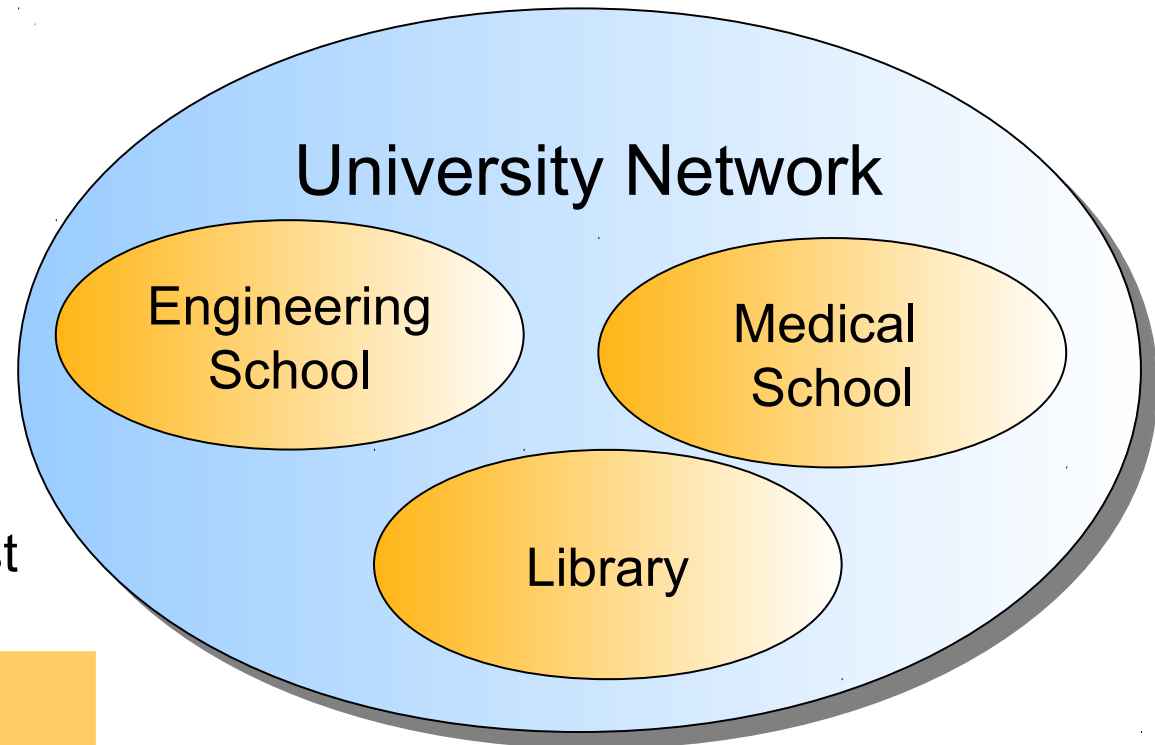 University Network
Engineering
School
Medical
School
Library